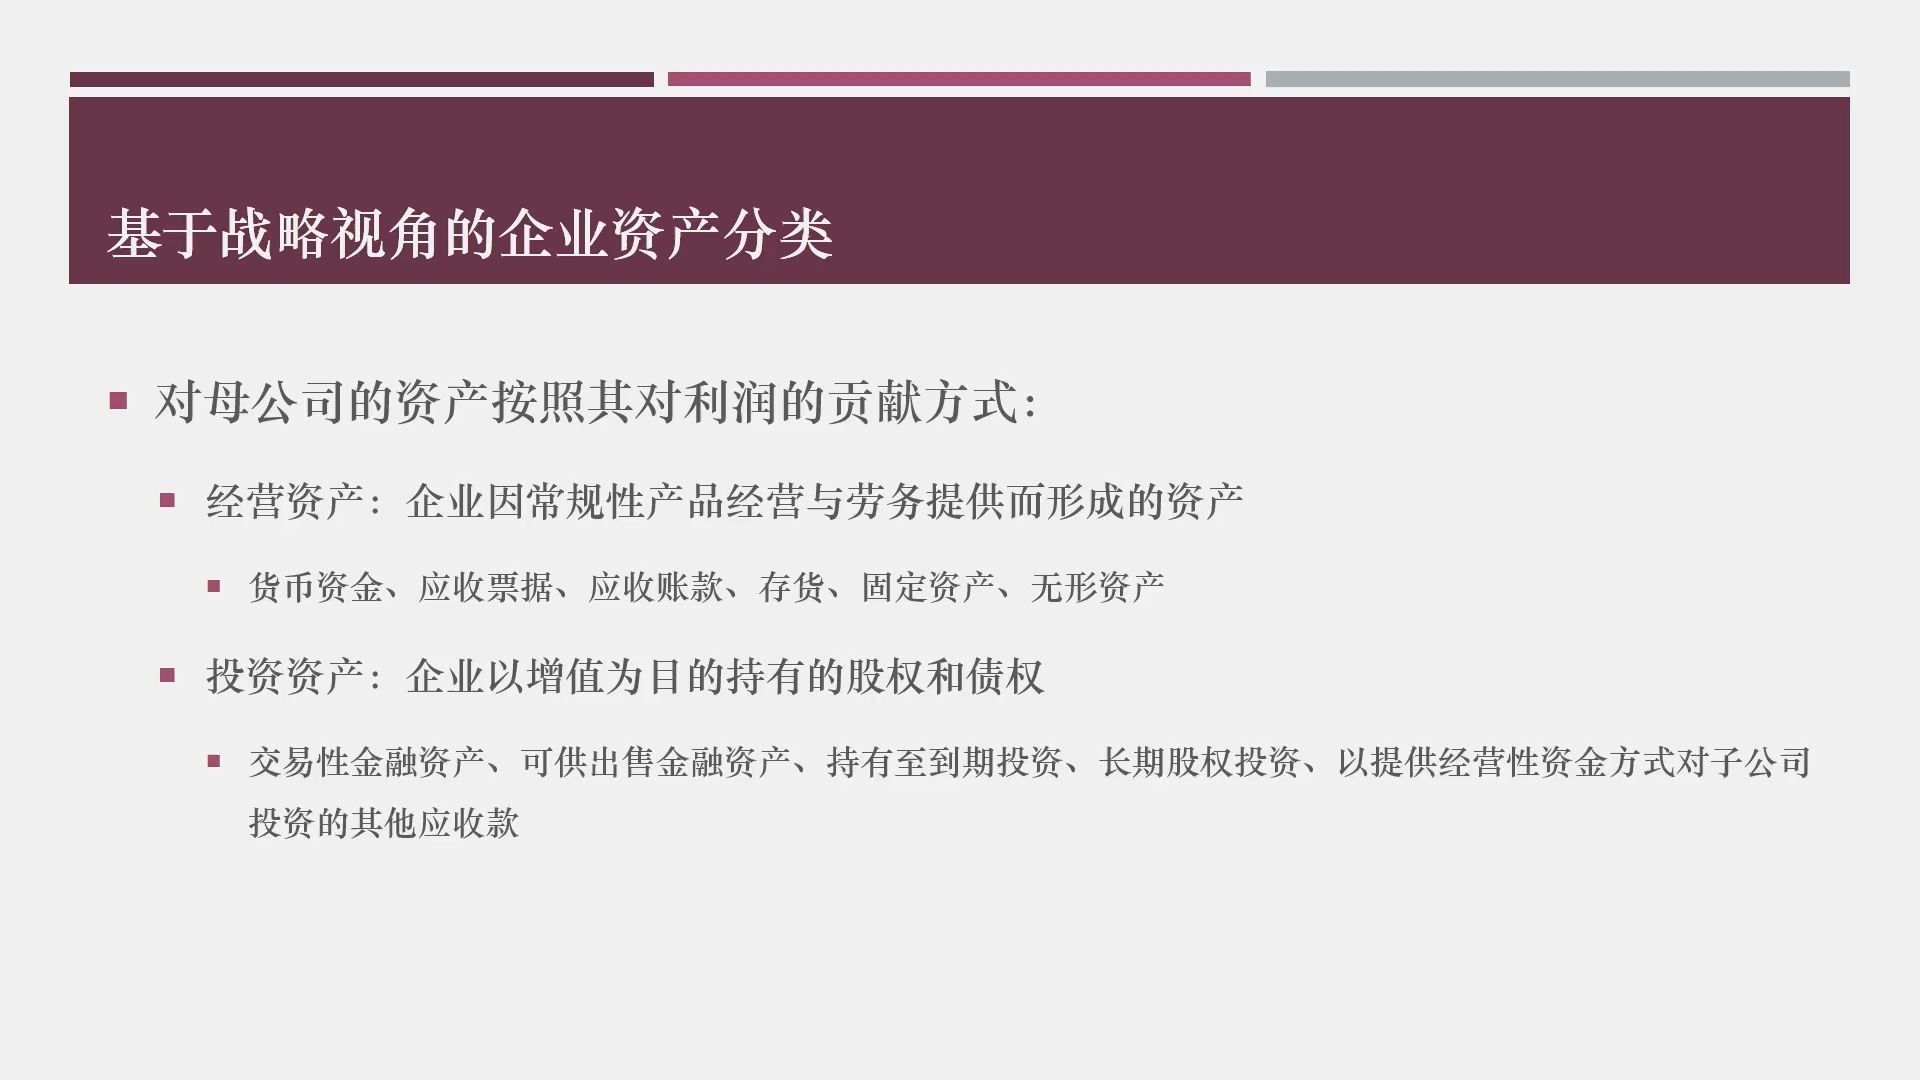 基于战略视角的企业资产分类
对母公司的资产按照其对利润的贡献方式：
经营资产：企业因常规性产品经营与劳务提供而形成的资产
货币资金、应收票据、应收账款、存货、固定资产、无形资产
投资资产：企业以增值为目的持有的股权和债权
交易性金融资产、可供出售金融资产、持有至到期投资、长期股权投资、以提供经营性资金方式对子公司
投资的其他应收款